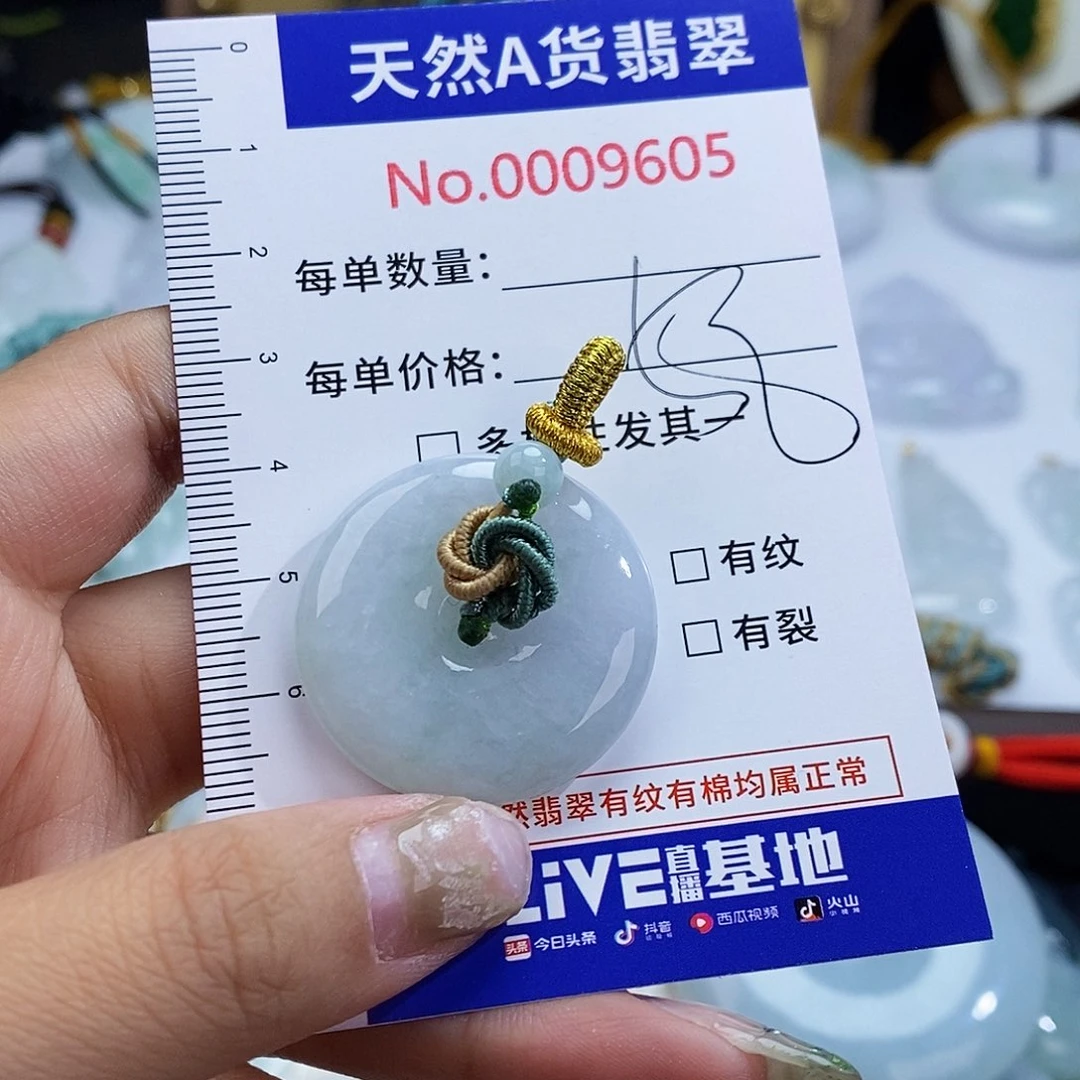 天然A货翡翠
No.0009605
0
1
2
3
4
5
6
每单数量：
每单价格：
发其一
有纹
有裂
然翡翠有纹有棉均属正常
LiVE直播基地
头条 今日头条 抖音 西瓜视频 火山